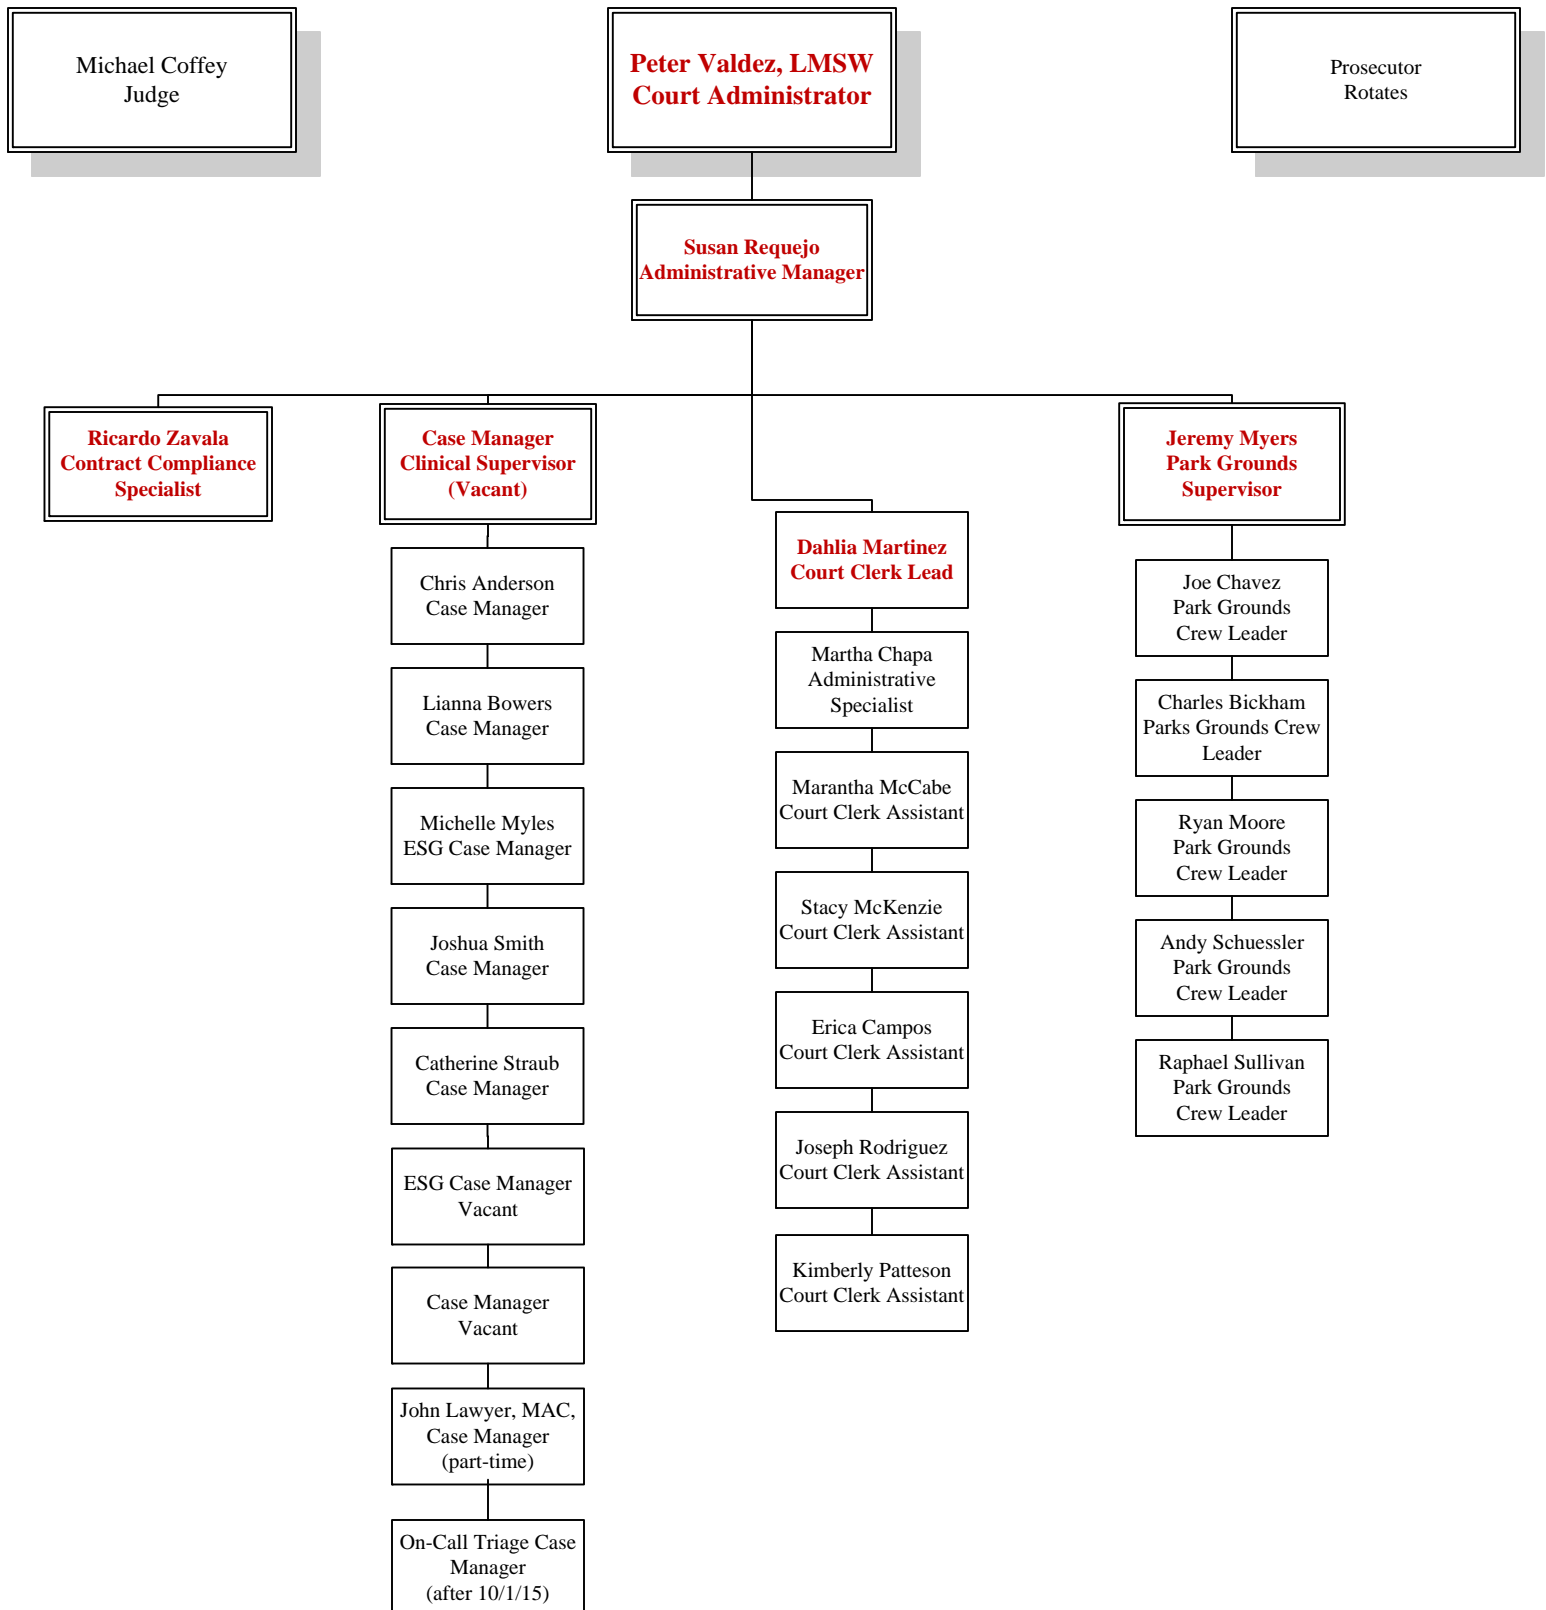 Michael Coffey
Judge
Peter Valdez, LMSW
Court Administrator
Prosecutor
Rotates
Susan Requejo
Administrative Manager
Ricardo Zavala
Contract Compliance
Specialist
Case Manager
Clinical Supervisor
(Vacant)
Chris Anderson
Case Manager
Lianna Bowers
Case Manager
Michelle Myles
ESG Case Manager
Joshua Smith
Case Manager
Catherine Straub
Case Manager
ESG Case Manager
Vacant
Case Manager
Vacant
John Lawyer, MAC,
Case Manager
(part-time)
On-Call Triage Case
Manager
(after 10/1/15)
Dahlia Martinez
Court Clerk Lead
Martha Chapa
Administrative
Specialist
Marantha McCabe
Court Clerk Assistant
Stacy McKenzie
Court Clerk Assistant
Erica Campos
Court Clerk Assistant
Joseph Rodriguez
Court Clerk Assistant
Kimberly Patteson
Court Clerk Assistant
Jeremy Myers
Park Grounds
Supervisor
Joe Chavez
Park Grounds
Crew Leader
Charles Bickham
Parks Grounds Crew
Leader
Ryan Moore
Park Grounds
Crew Leader
Andy Schuessler
Park Grounds
Crew Leader
Raphael Sullivan
Park Grounds
Crew Leader